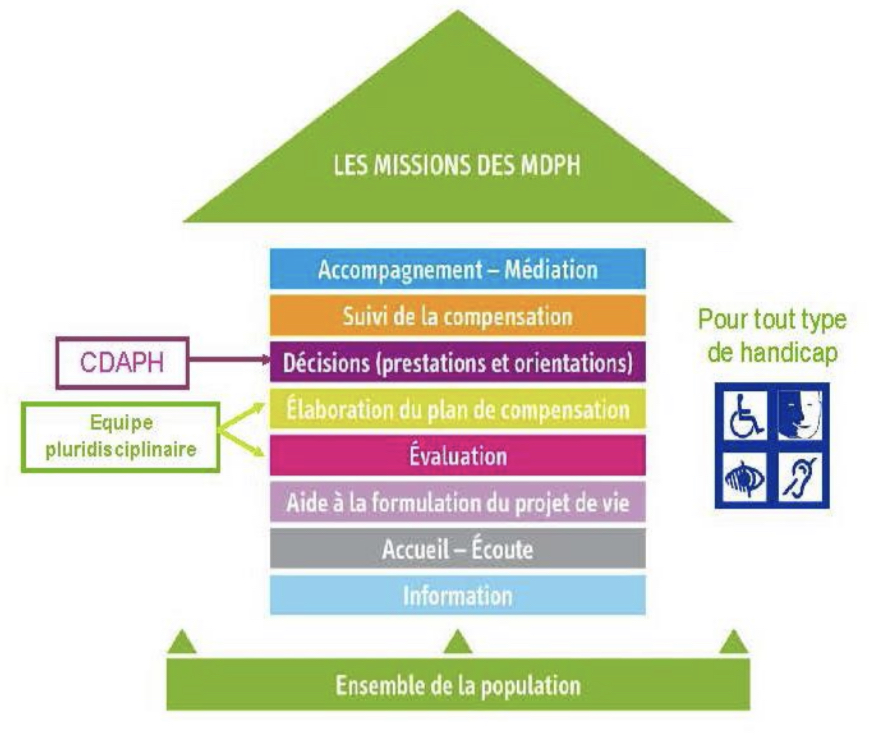 LES MISSIONS DES MDPH
Accompagnement – Médiation
Suivi de la compensation
Pour tout type
de handicap
CDAPH
Décisions (prestations et orientations)
Equipe
pluridisciplinaire
Élaboration du plan de compensation
Évaluation
Aide à la formulation du projet de vie
Accueil – Écoute
Information
Ensemble de la population